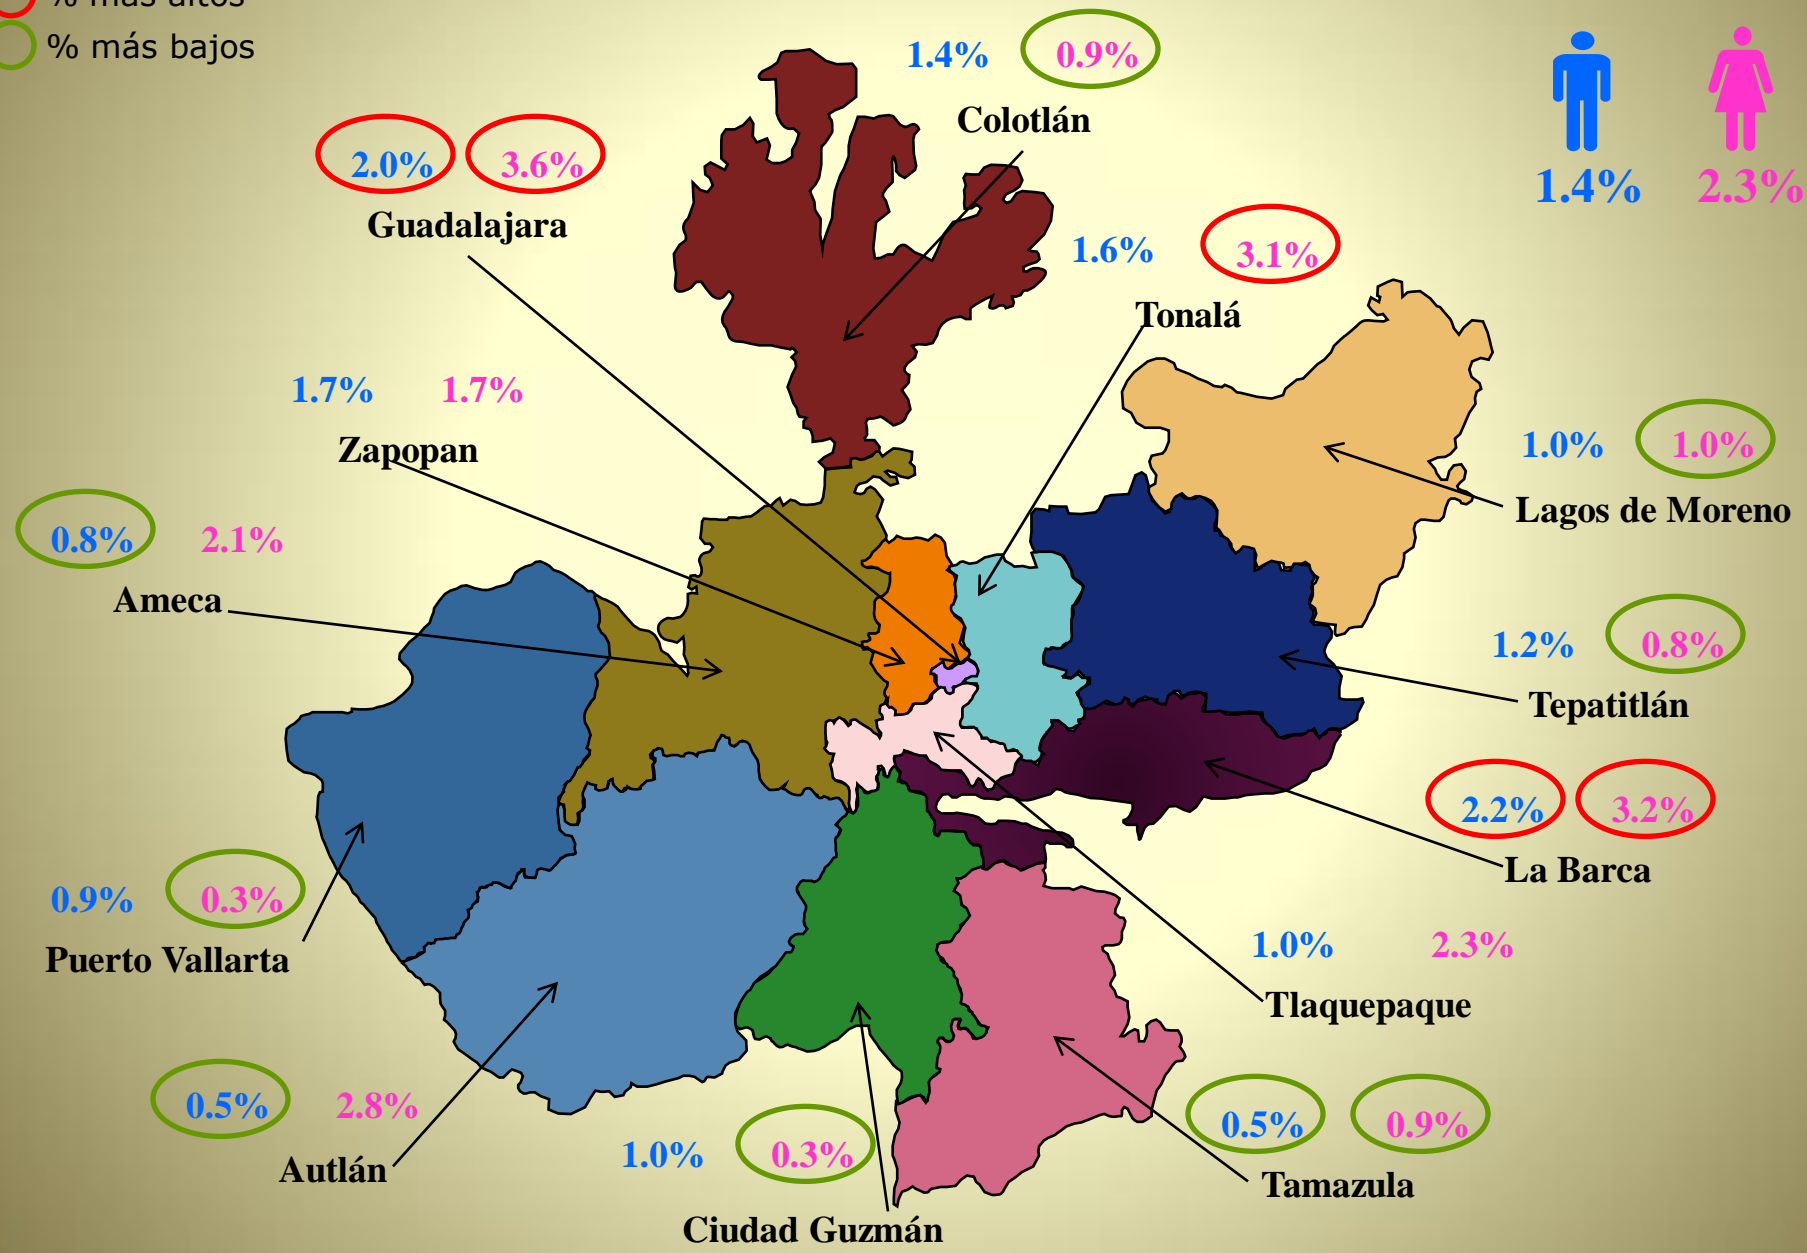 % más altos
% más bajos
1.4% 0.9%
Colotlán
1.4% 2.3%
2.0% 3.6%
Guadalajara
1.6% 3.1%
Tonalá
1.7% 1.7%
Zapopan
1.0% 1.0%
Lagos de Moreno
0.8% 2.1%
Ameca
1.2% 0.8%
Tepatitlán
2.2% 3.2%
La Barca
0.9% 0.3%
Puerto Vallarta
1.0% 2.3%
Tlaquepaque
0.5% 2.8%
Autlán
1.0% 0.3%
Ciudad Guzmán
0.5% 0.9%
Tamazula